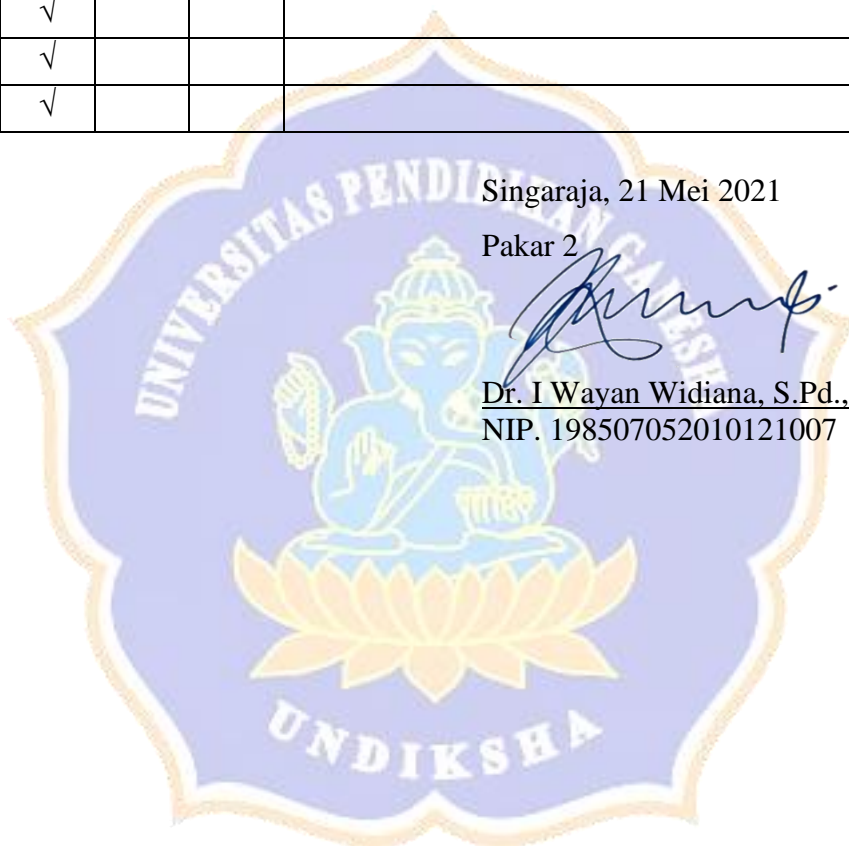 √
√
√
Singaraja, 21 Mei 2021
Pakar 2
Dr. I Wayan Widiana, S.Pd.,
NIP. 198507052010121007
UNIVERSITAS PENDIDIKAN GANESHA
UNDIKSHA